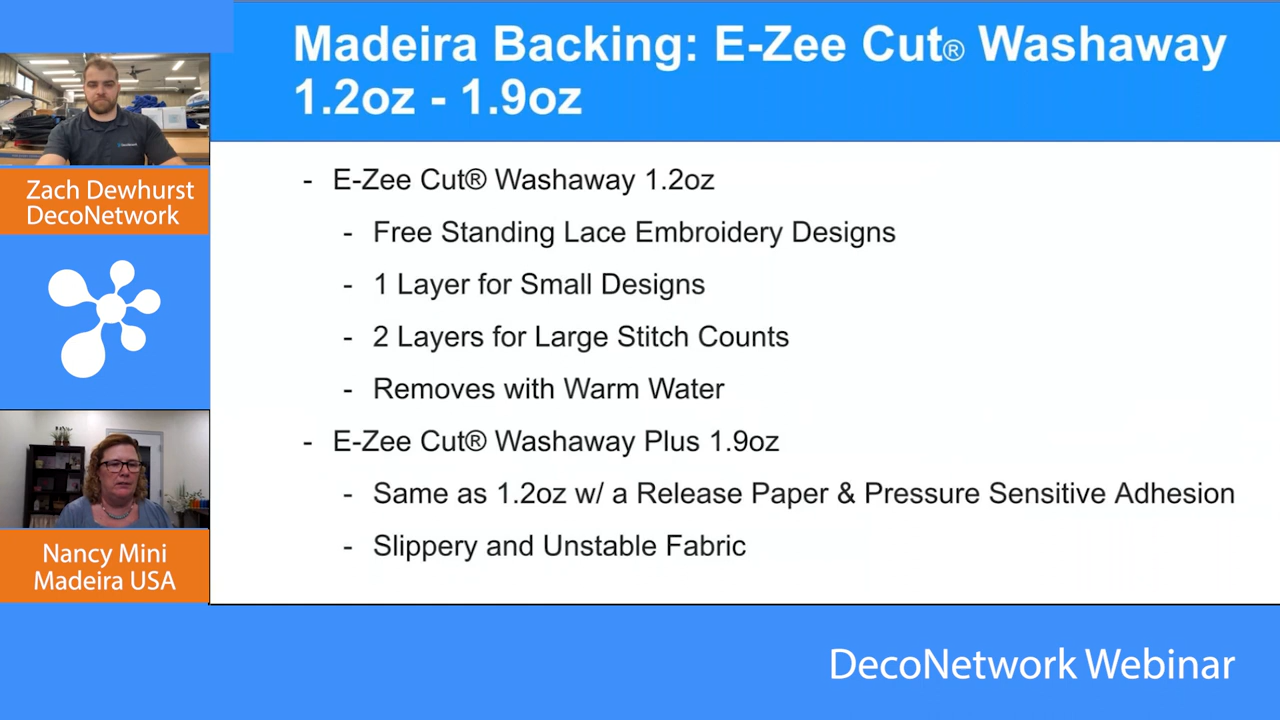 Madeira Backing: E-Zee Cut® Washaway
1.2oz - 1.9oz
Zach Dewhurst
DecoNetwork
- E-Zee Cut® Washaway 1.2oz
- Free Standing Lace Embroidery Designs
- 1 Layer for Small Designs
- 2 Layers for Large Stitch Counts
- Removes with Warm Water
- E-Zee Cut® Washaway Plus 1.9oz
- Same as 1.2oz w/ a Release Paper & Pressure Sensitive Adhesion
- Slippery and Unstable Fabric
Nancy Mini
Madeira USA
DecoNetwork Webinar